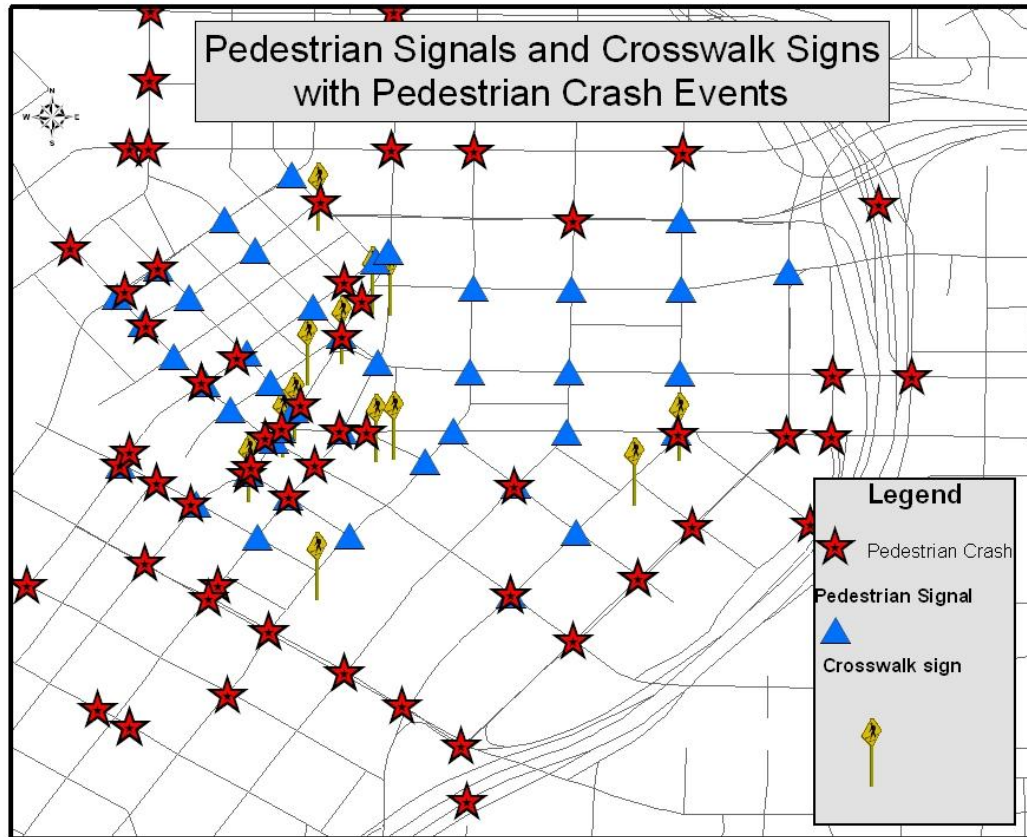 Pedestrian Signals and Crosswalk Signs
with Pedestrian Crash Events
N
W E
S
Legend
Pedestrian Crash
Pedestrian Signal
Crosswalk sign